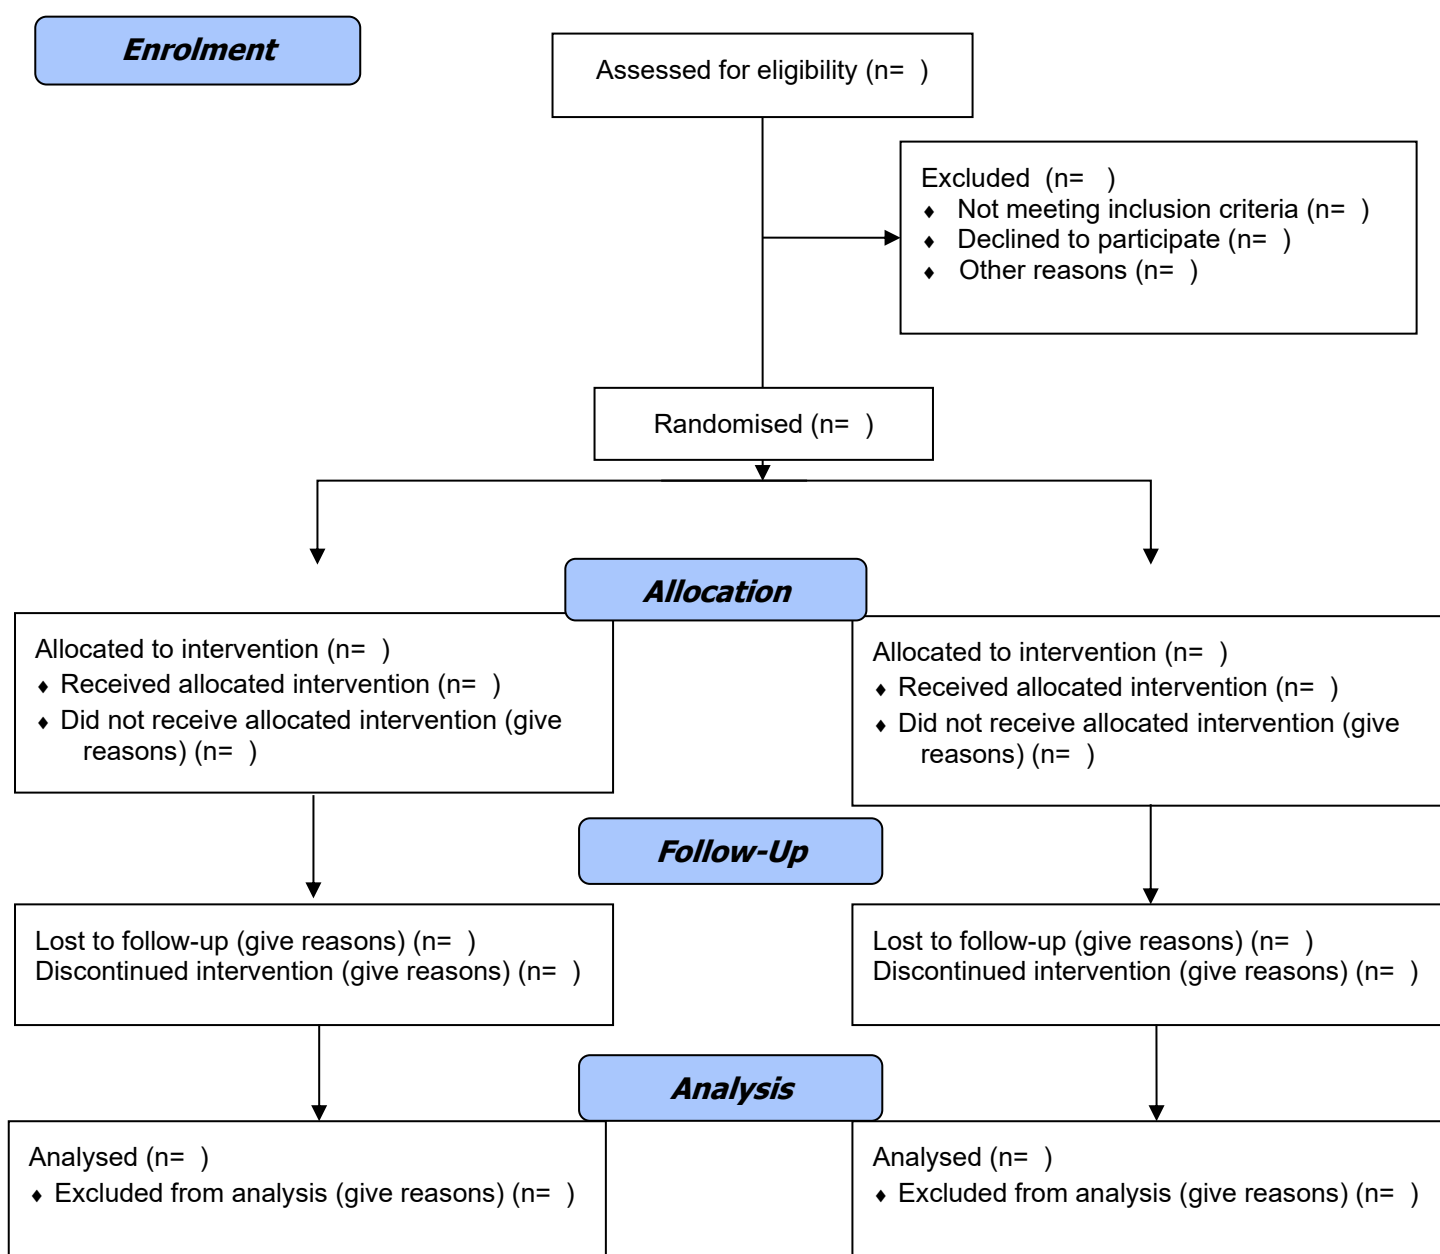 Enrolment
Assessed for eligibility (n=  )
Excluded  (n=   )
♦ Not meeting inclusion criteria (n=  )
♦ Declined to participate (n=  )
♦ Other reasons (n=  )
Randomised (n=  )
Allocation
Allocated to intervention (n=  )
♦ Received allocated intervention (n=  )
♦ Did not receive allocated intervention (give
reasons) (n=  )
Allocated to intervention (n=  )
♦ Received allocated intervention (n=  )
♦ Did not receive allocated intervention (give
reasons) (n=  )
Follow-Up
Lost to follow-up (give reasons) (n=  )
Discontinued intervention (give reasons) (n=  )
Lost to follow-up (give reasons) (n=  )
Discontinued intervention (give reasons) (n=  )
Analysis
Analysed (n=  )
♦ Excluded from analysis (give reasons) (n=  )
Analysed (n=  )
♦ Excluded from analysis (give reasons) (n=  )